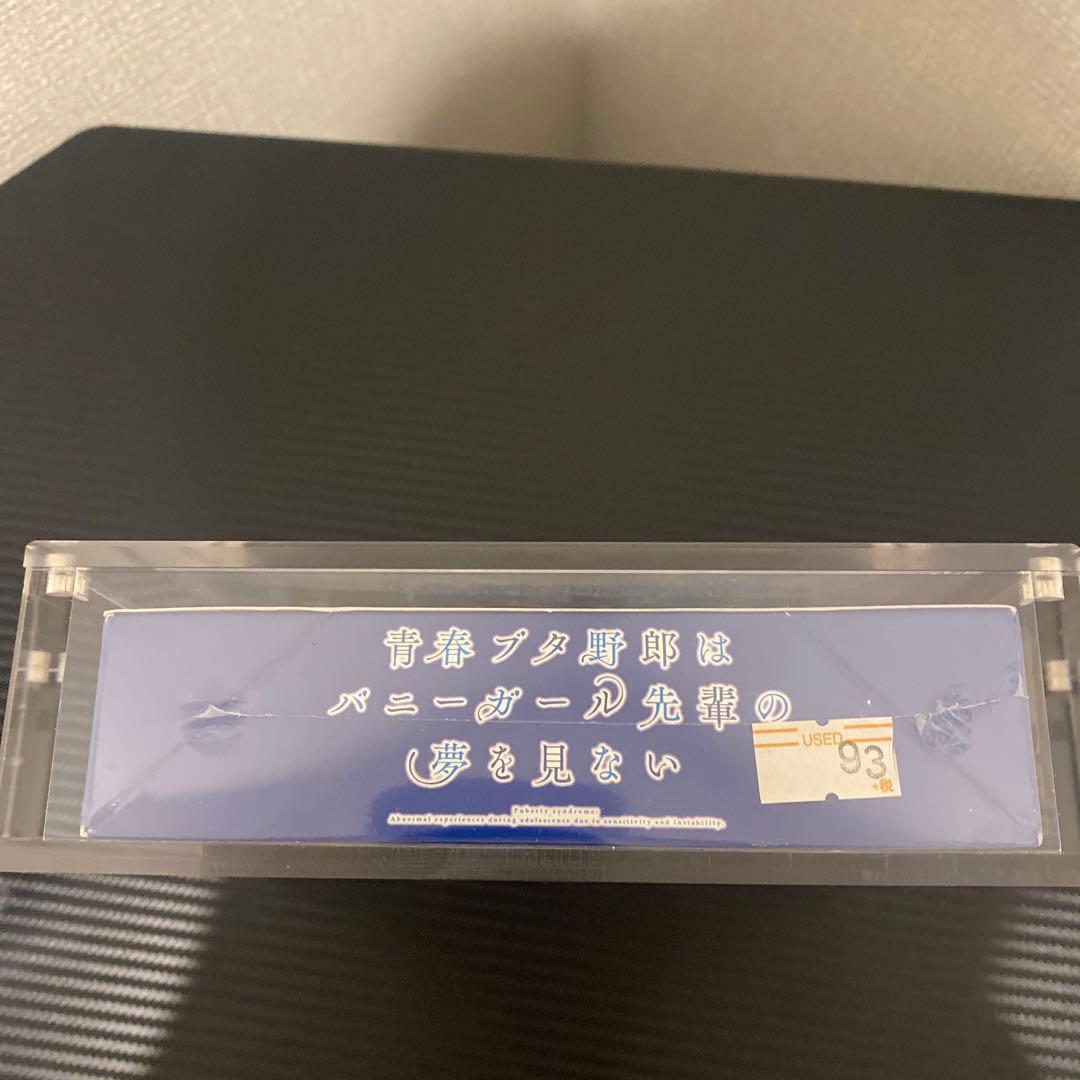 青春ブタ野郎は
バニーガール先輩の
夢を見ない
Puberty syndrome:
Abnormal experiences during adolescence due to sensitivity and instability.
USED
93
+税